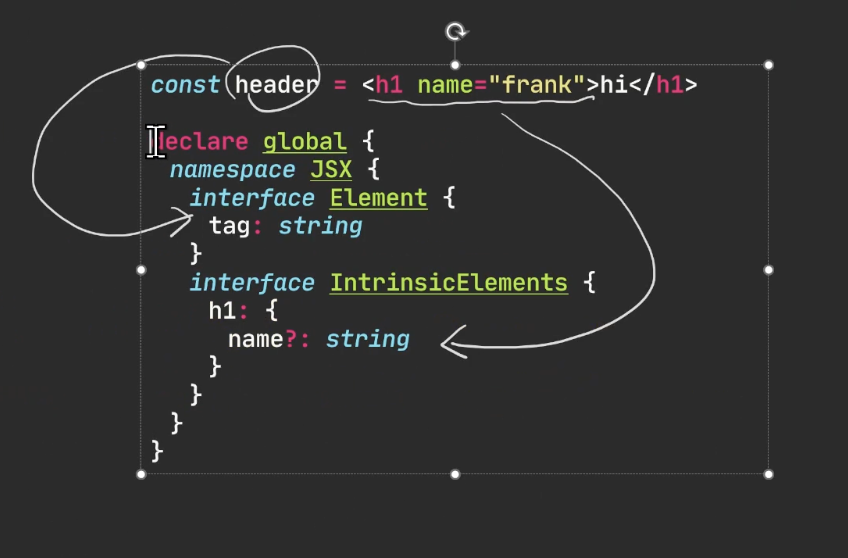 const header = <h1 name="frank">hi</h1>
declare global {
namespace JSX {
interface Element {
tag: string
}
interface IntrinsicElements {
h1: {
name?: string
}
}
}
}